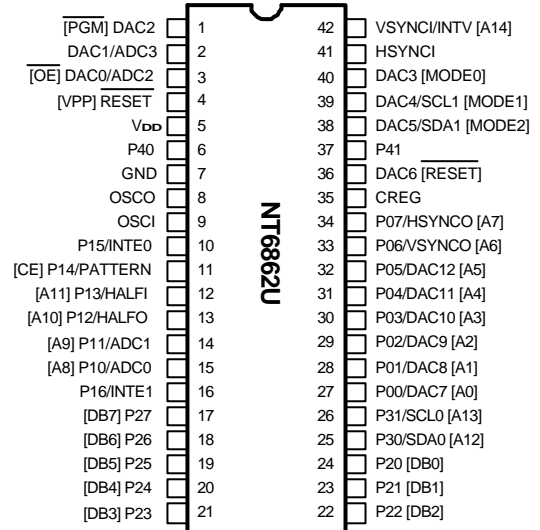 [PGM] DAC2 1 42 VSYNCI/INTV [A14]
DAC1/ADC3 2 41 HSYNCI
[OE] DAC0/ADC2 3 40 DAC3 [MODE0]
[VPP] RESET 4 39 DAC4/SCL1 [MODE1]
VDD 5 38 DAC5/SDA1 [MODE2]
P40 6 37 P41
GND 7 36 DAC6 [RESET]
OSCO 8 35 CREG
OSCI 9 34 P07/HSYNCO [A7]
P15/INTE0 10 33 P06/VSYNCO [A6]
[CE] P14/PATTERN 11 32 P05/DAC12 [A5]
[A11] P13/HALFI 12 31 P04/DAC11 [A4]
[A10] P12/HALFO 13 30 P03/DAC10 [A3]
[A9] P11/ADC1 14 29 P02/DAC9 [A2]
[A8] P10/ADC0 15 28 P01/DAC8 [A1]
P16/INTE1 16 27 P00/DAC7 [A0]
[DB7] P27 17 26 P31/SCL0 [A13]
[DB6] P26 18 25 P30/SDA0 [A12]
[DB5] P25 19 24 P20 [DB0]
[DB4] P24 20 23 P21 [DB1]
[DB3] P23 21 22 P22 [DB2]
NT6862U